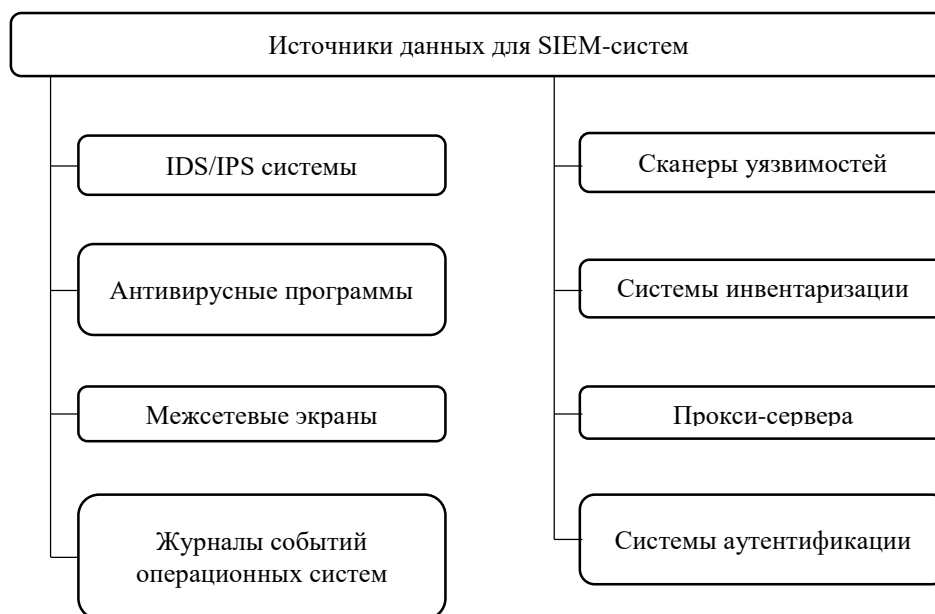 Источники данных для SIEM-систем
IDS/IPS системы
Антивирусные программы
Межсетевые экраны
Журналы событий
операционных систем
Сканеры уязвимостей
Системы инвентаризации
Прокси-сервера
Системы аутентификации